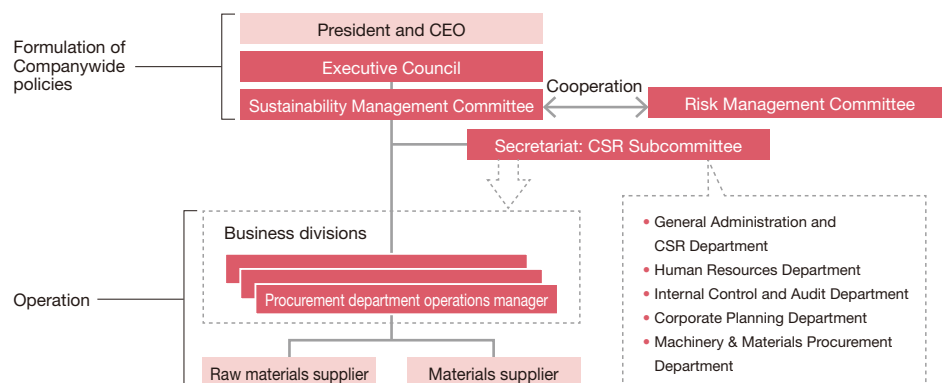 President and CEO
Formulation of
Companywide
policies
Executive Council
Cooperation
Sustainability Management Committee
Risk Management Committee
Secretariat: CSR Subcommittee
• General Administration and
CSR Department
• Human Resources Department
• Internal Control and Audit Department
• Corporate Planning Department
• Machinery & Materials Procurement
Department
Operation
Business divisions
Procurement department operations manager
Raw materials supplier
Materials supplier